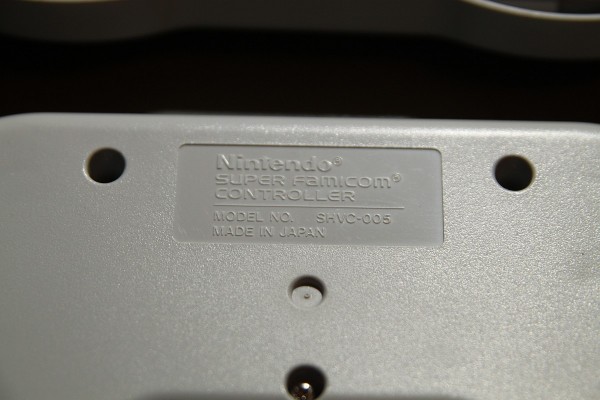 Nintendo®
SUPER Famicom®
CONTROLLER
MODEL NO. SHVC-005
MADE IN JAPAN